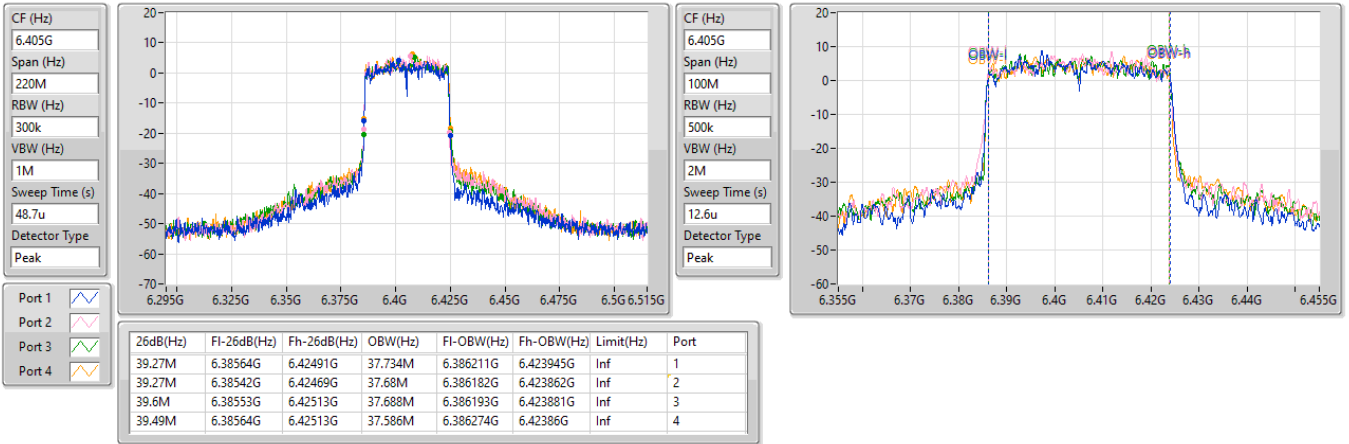 CF (Hz)
6.405G
Span (Hz)
220M
RBW (Hz)
300k
VBW (Hz)
1M
Sweep Time (s)
48.7u
Detector Type
Peak
20
10
0
-10
-20
-30
-40
-50
-60
-70
6.295G 6.325G 6.35G 6.375G 6.4G 6.425G 6.45G 6.475G 6.5G 6.515G
CF (Hz)
6.405G
Span (Hz)
100M
RBW (Hz)
500k
VBW (Hz)
2M
Sweep Time (s)
12.6u
Detector Type
Peak
20
10
0
-10
-20
-30
-40
-50
-60
OBW-l OBW-h
6.355G 6.37G 6.38G 6.39G 6.4G 6.41G 6.42G 6.43G 6.44G 6.455G
Port 1
Port 2
Port 3
Port 4
26dB(Hz) Fl-26dB(Hz) Fh-26dB(Hz) OBW(Hz) Fl-OBW(Hz) Fh-OBW(Hz) Limit(Hz) Port
39.27M 6.38564G 6.42491G 37.734M 6.386211G 6.423945G Inf 1
39.27M 6.38542G 6.42469G 37.68M 6.386182G 6.423862G Inf 2
39.6M 6.38553G 6.42513G 37.688M 6.386193G 6.423881G Inf 3
39.49M 6.38564G 6.42513G 37.586M 6.386274G 6.42386G Inf 4